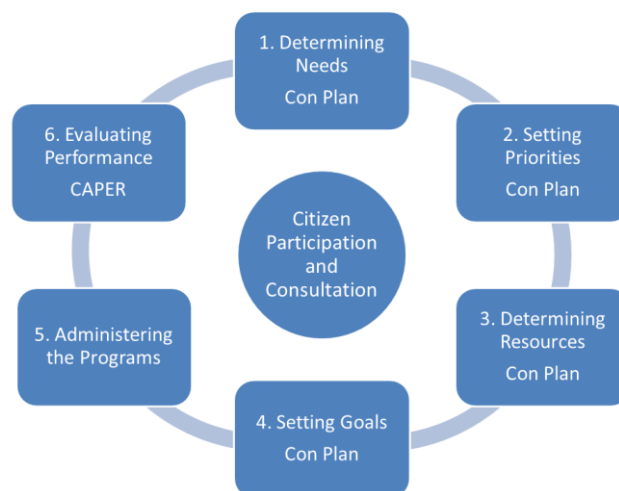 1. Determining
Needs
Con Plan
2. Setting
Priorities
Con Plan
3. Determining
Resources
Con Plan
4. Setting Goals
Con Plan
5. Administering
the Programs
6. Evaluating
Performance
CAPER
Citizen
Participation
and
Consultation